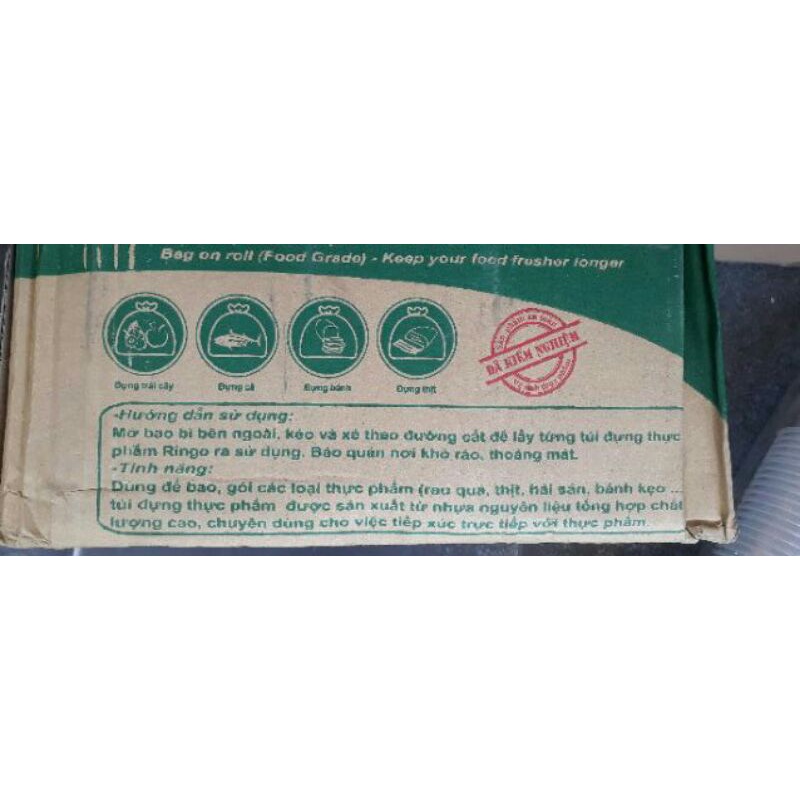 Bag on roll (Food Grade) - Keep your food fresher longer
Đựng trái cây
Đựng cá
Đựng bánh
Đựng thịt
ĐÃ KIỂM NGHIỆM
-Hướng dẫn sử dụng:
Mở bao bì bên ngoài, kéo và xé theo đường cắt để lấy từng túi đựng thực
phẩm Ringo ra sử dụng. Bảo quản nơi khô ráo, thoáng mát.
-Tính năng:
Dùng để bao, gói các loại thực phẩm (rau quả, thịt, hải sản, bánh kẹo ...
túi đựng thực phẩm được sản xuất từ nhựa nguyên liệu tổng hợp chất
lượng cao, chuyên dùng cho việc tiếp xúc trực tiếp với thực phẩm.